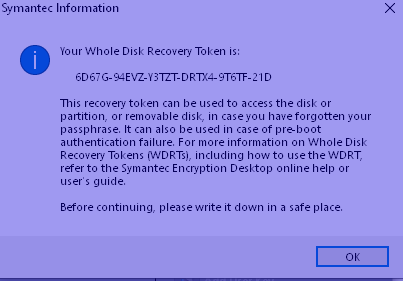 Symantec Information
Your Whole Disk Recovery Token is:
6D67G-94EVZ-Y3TZT-DRTX4-9T6TF-21D
This recovery token can be used to access the disk or
partition, or removable disk, in case you have forgotten your
passphrase. It can also be used in case of pre-boot
authentication failure. For more information on Whole Disk
Recovery Tokens (WDRTs), including how to use the WDRT,
refer to the Symantec Encryption Desktop online help or
user's guide.
Before continuing, please write it down in a safe place.
OK